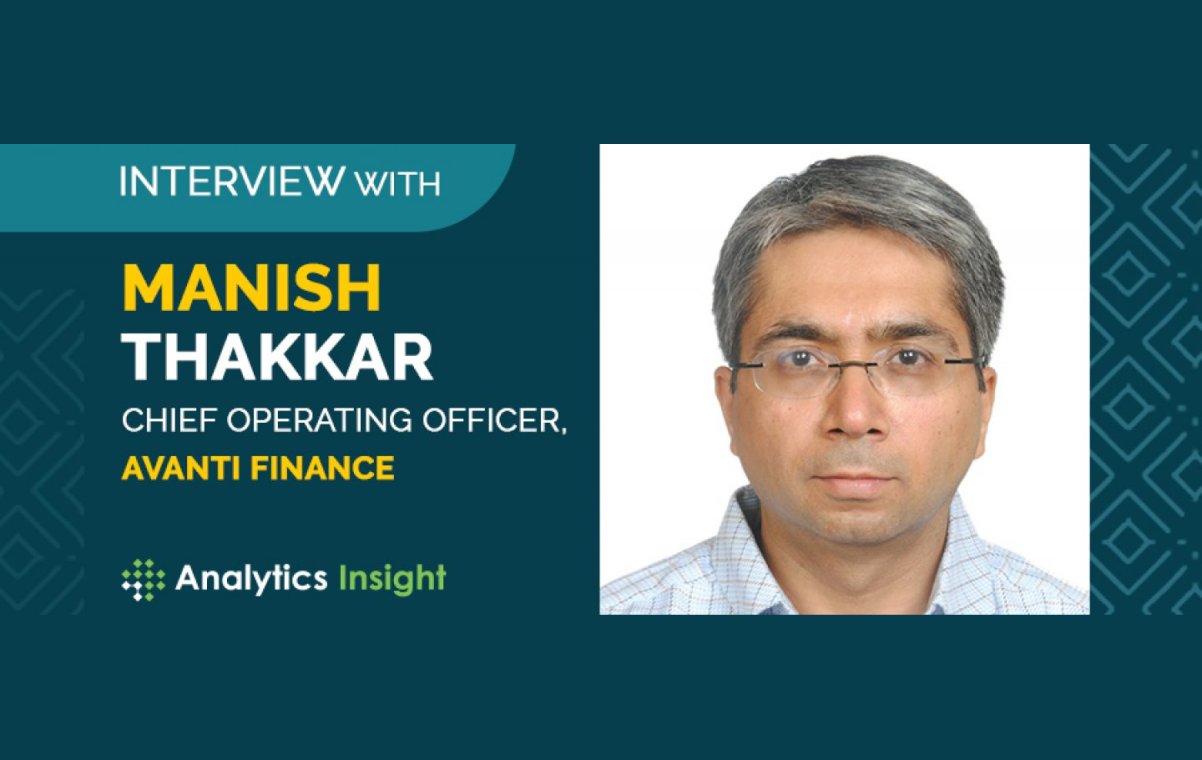 INTERVIEW WITH
MANISH
THAKKAR
CHIEF OPERATING OFFICER,
AVANTI FINANCE
Analytics Insight